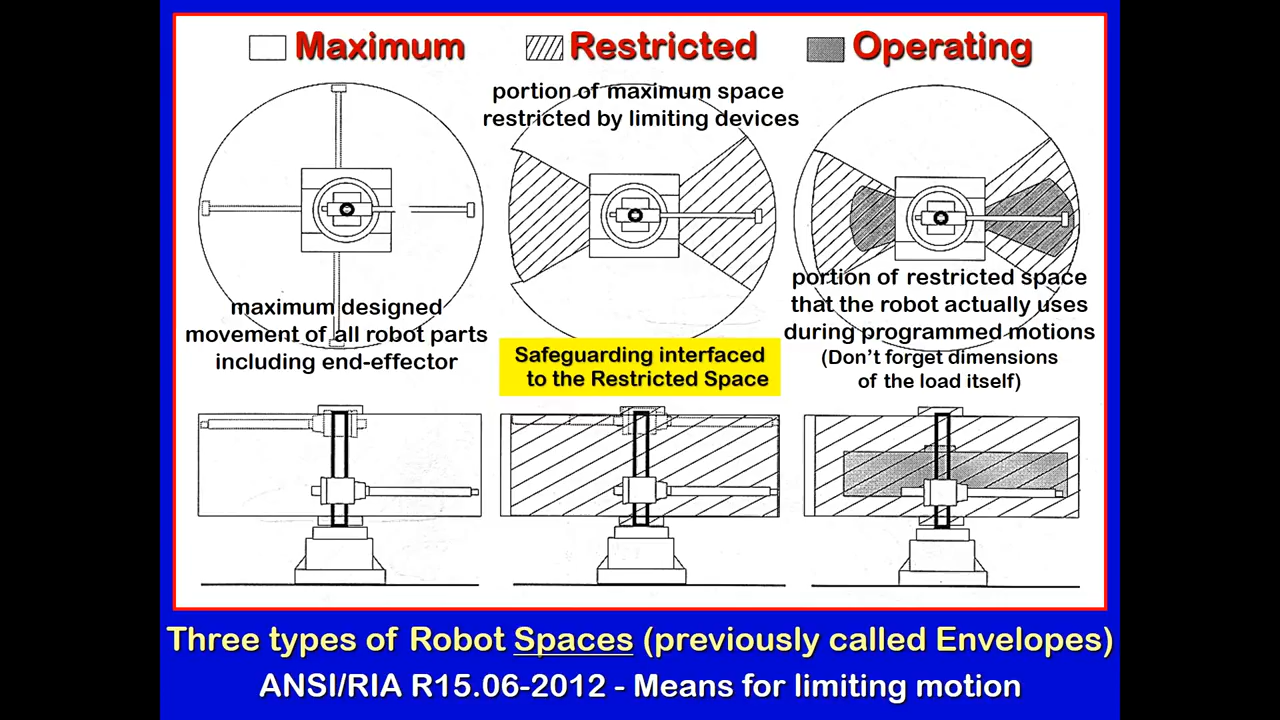 Maximum
Restricted
Operating
portion of maximum space
restricted by limiting devices
maximum designed
movement of all robot parts
including end-effector
Safeguarding interfaced
to the Restricted Space
portion of restricted space
that the robot actually uses
during programmed motions
(Don't forget dimensions
of the load itself)
Three types of Robot Spaces (previously called Envelopes)
ANSI/RIA R15.06-2012 - Means for limiting motion